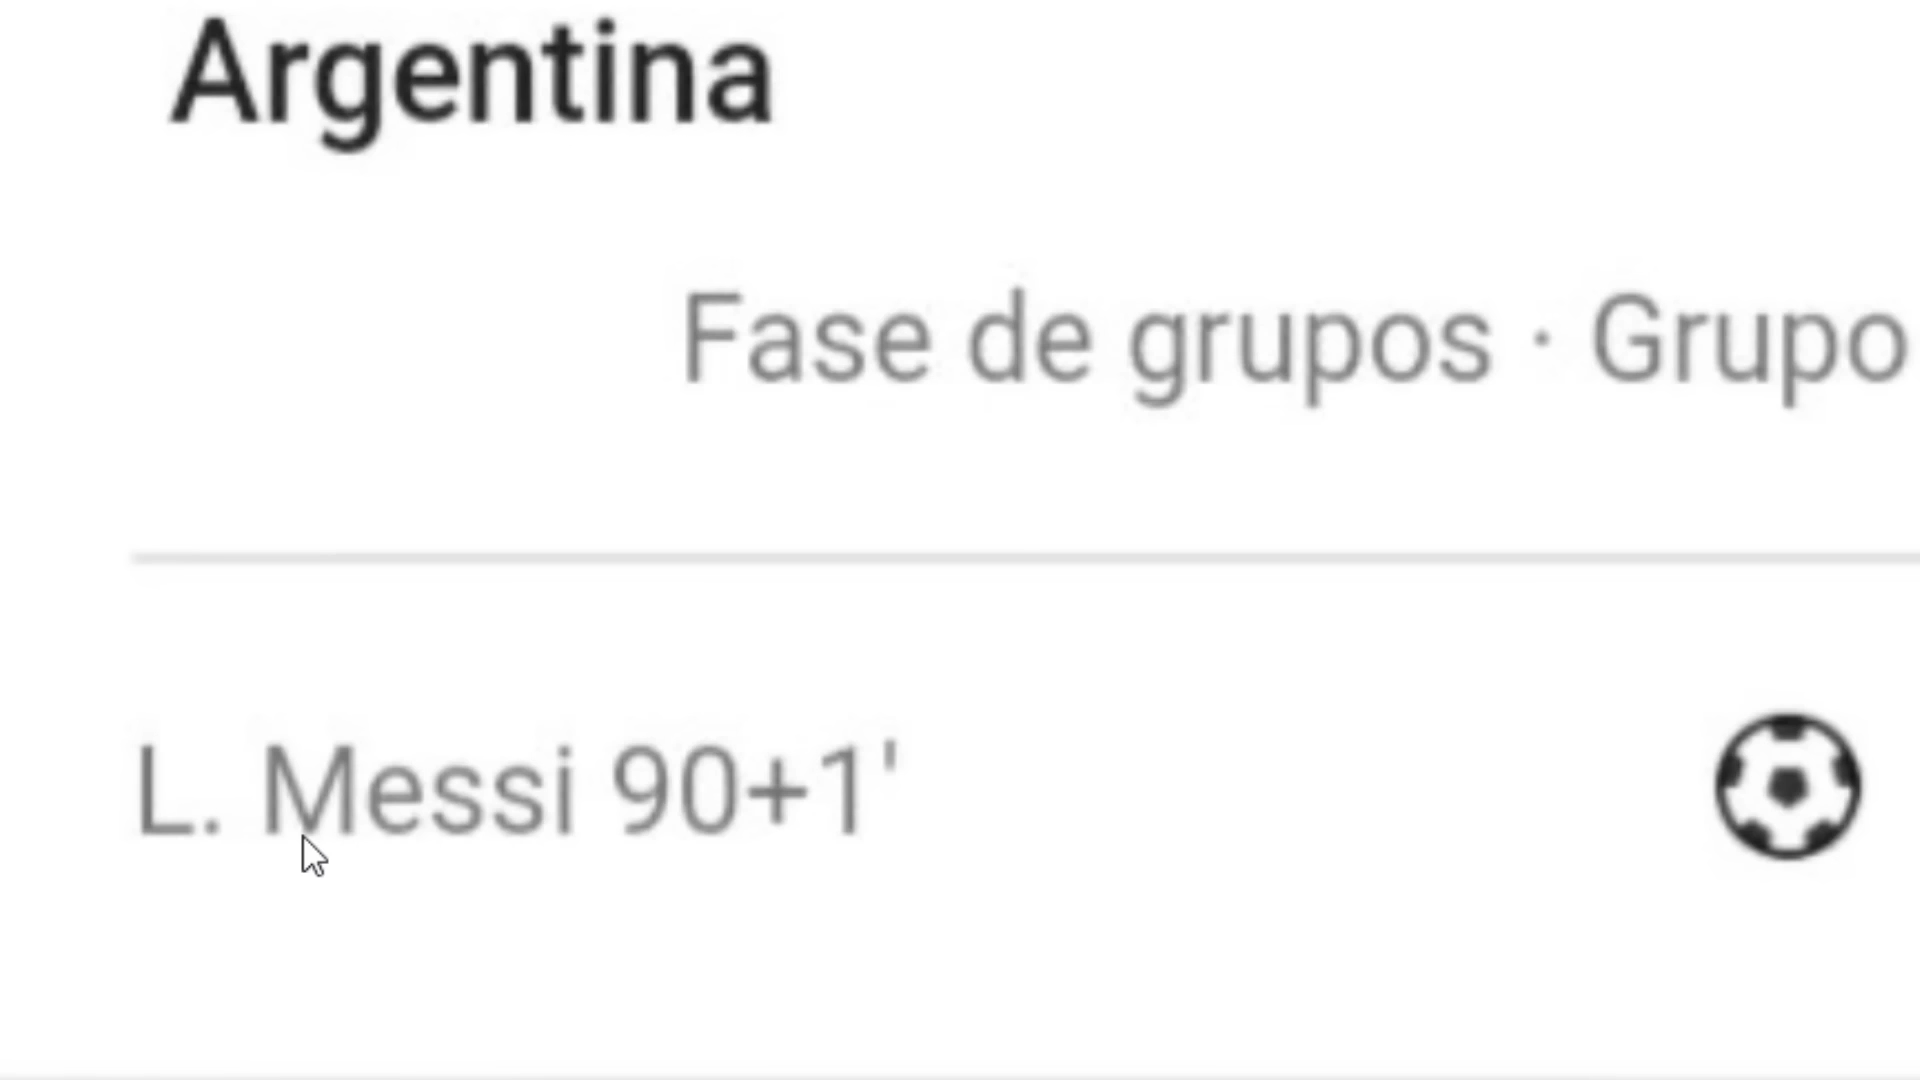 Argentina
Fase de grupos · Grupo
L. Messi 90+1'